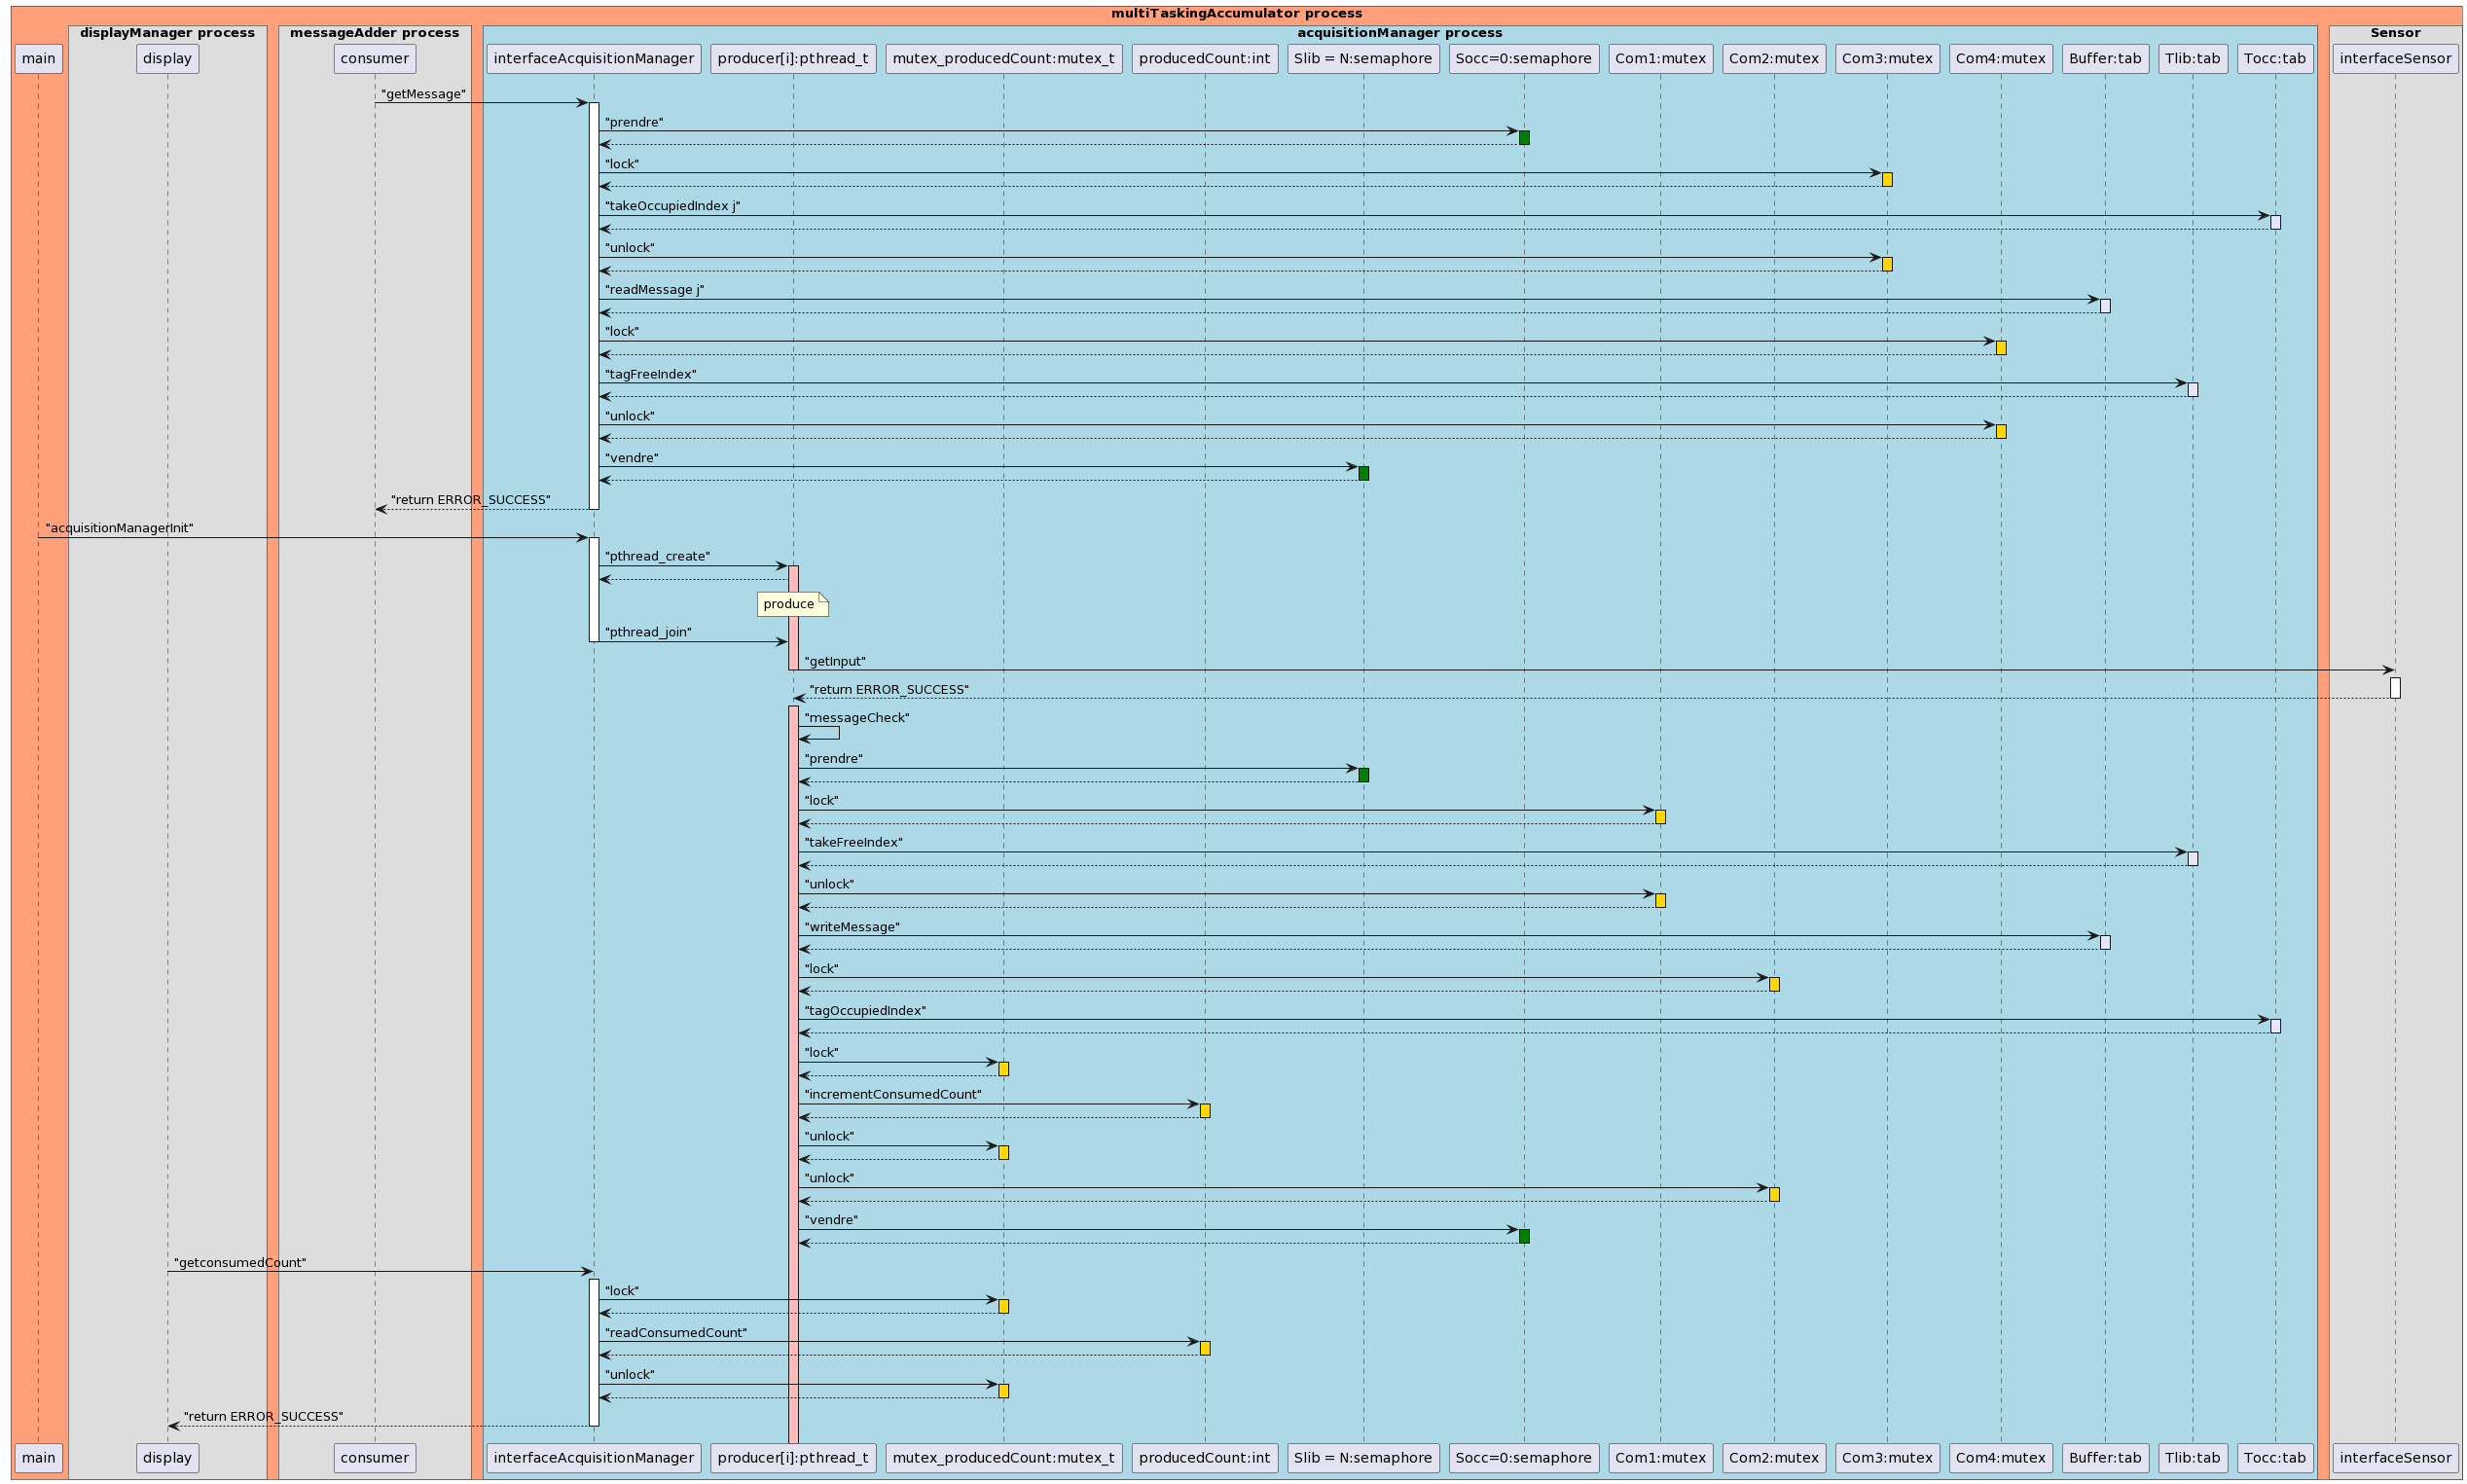 multiTaskingAccumulator process
displayManager process
messageAdder process
acquisitionManager process
Sensor
main
display
consumer
interfaceAcquisitionManager
producer[i]:pthread_t
mutex_producedCount:mutex_t
producedCount:int
Slib = N:semaphore
Socc=0:semaphore
Com1:mutex
Com2:mutex
Com3:mutex
Com4:mutex
Buffer:tab
Tlib:tab
Tocc:tab
interfaceSensor
"getMessage"
"prendre"
"lock"
"takeOccupiedIndex j"
"unlock"
"readMessage j"
"lock"
"tagFreeIndex"
"unlock"
"vendre"
"return ERROR_SUCCESS"
"acquisitionManagerInit"
"pthread_create"
produce
"pthread_join"
"getInput"
"return ERROR_SUCCESS"
"messageCheck"
"prendre"
"lock"
"takeFreeIndex"
"unlock"
"writeMessage"
"lock"
"tagOccupiedIndex"
"lock"
"incrementConsumedCount"
"unlock"
"unlock"
"vendre"
"getconsumedCount"
"lock"
"readConsumedCount"
"unlock"
"return ERROR_SUCCESS"
main
display
consumer
interfaceAcquisitionManager
producer[i]:pthread_t
mutex_producedCount:mutex_t
producedCount:int
Slib = N:semaphore
Socc=0:semaphore
Com1:mutex
Com2:mutex
Com3:mutex
Com4:mutex
Buffer:tab
Tlib:tab
Tocc:tab
interfaceSensor